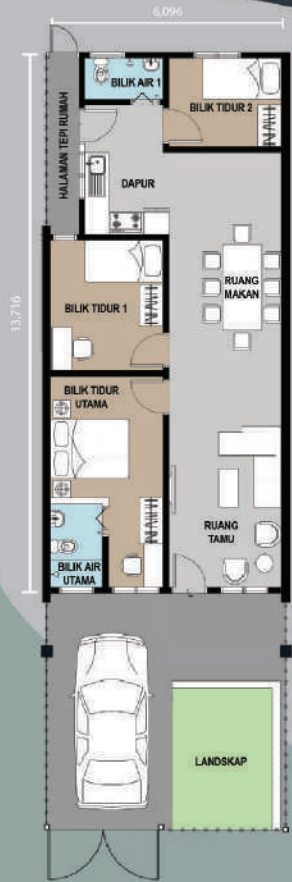 6,096
BILIK AIR 1
BILIK TIDUR 2
HALAMAN TEPI RUMAH
DAPUR
13,716
RUANG
MAKAN
BILIK TIDUR 1
BILIK TIDUR
UTAMA
RUANG
TAMU
BILIK AIR
UTAMA
LANDSKAP